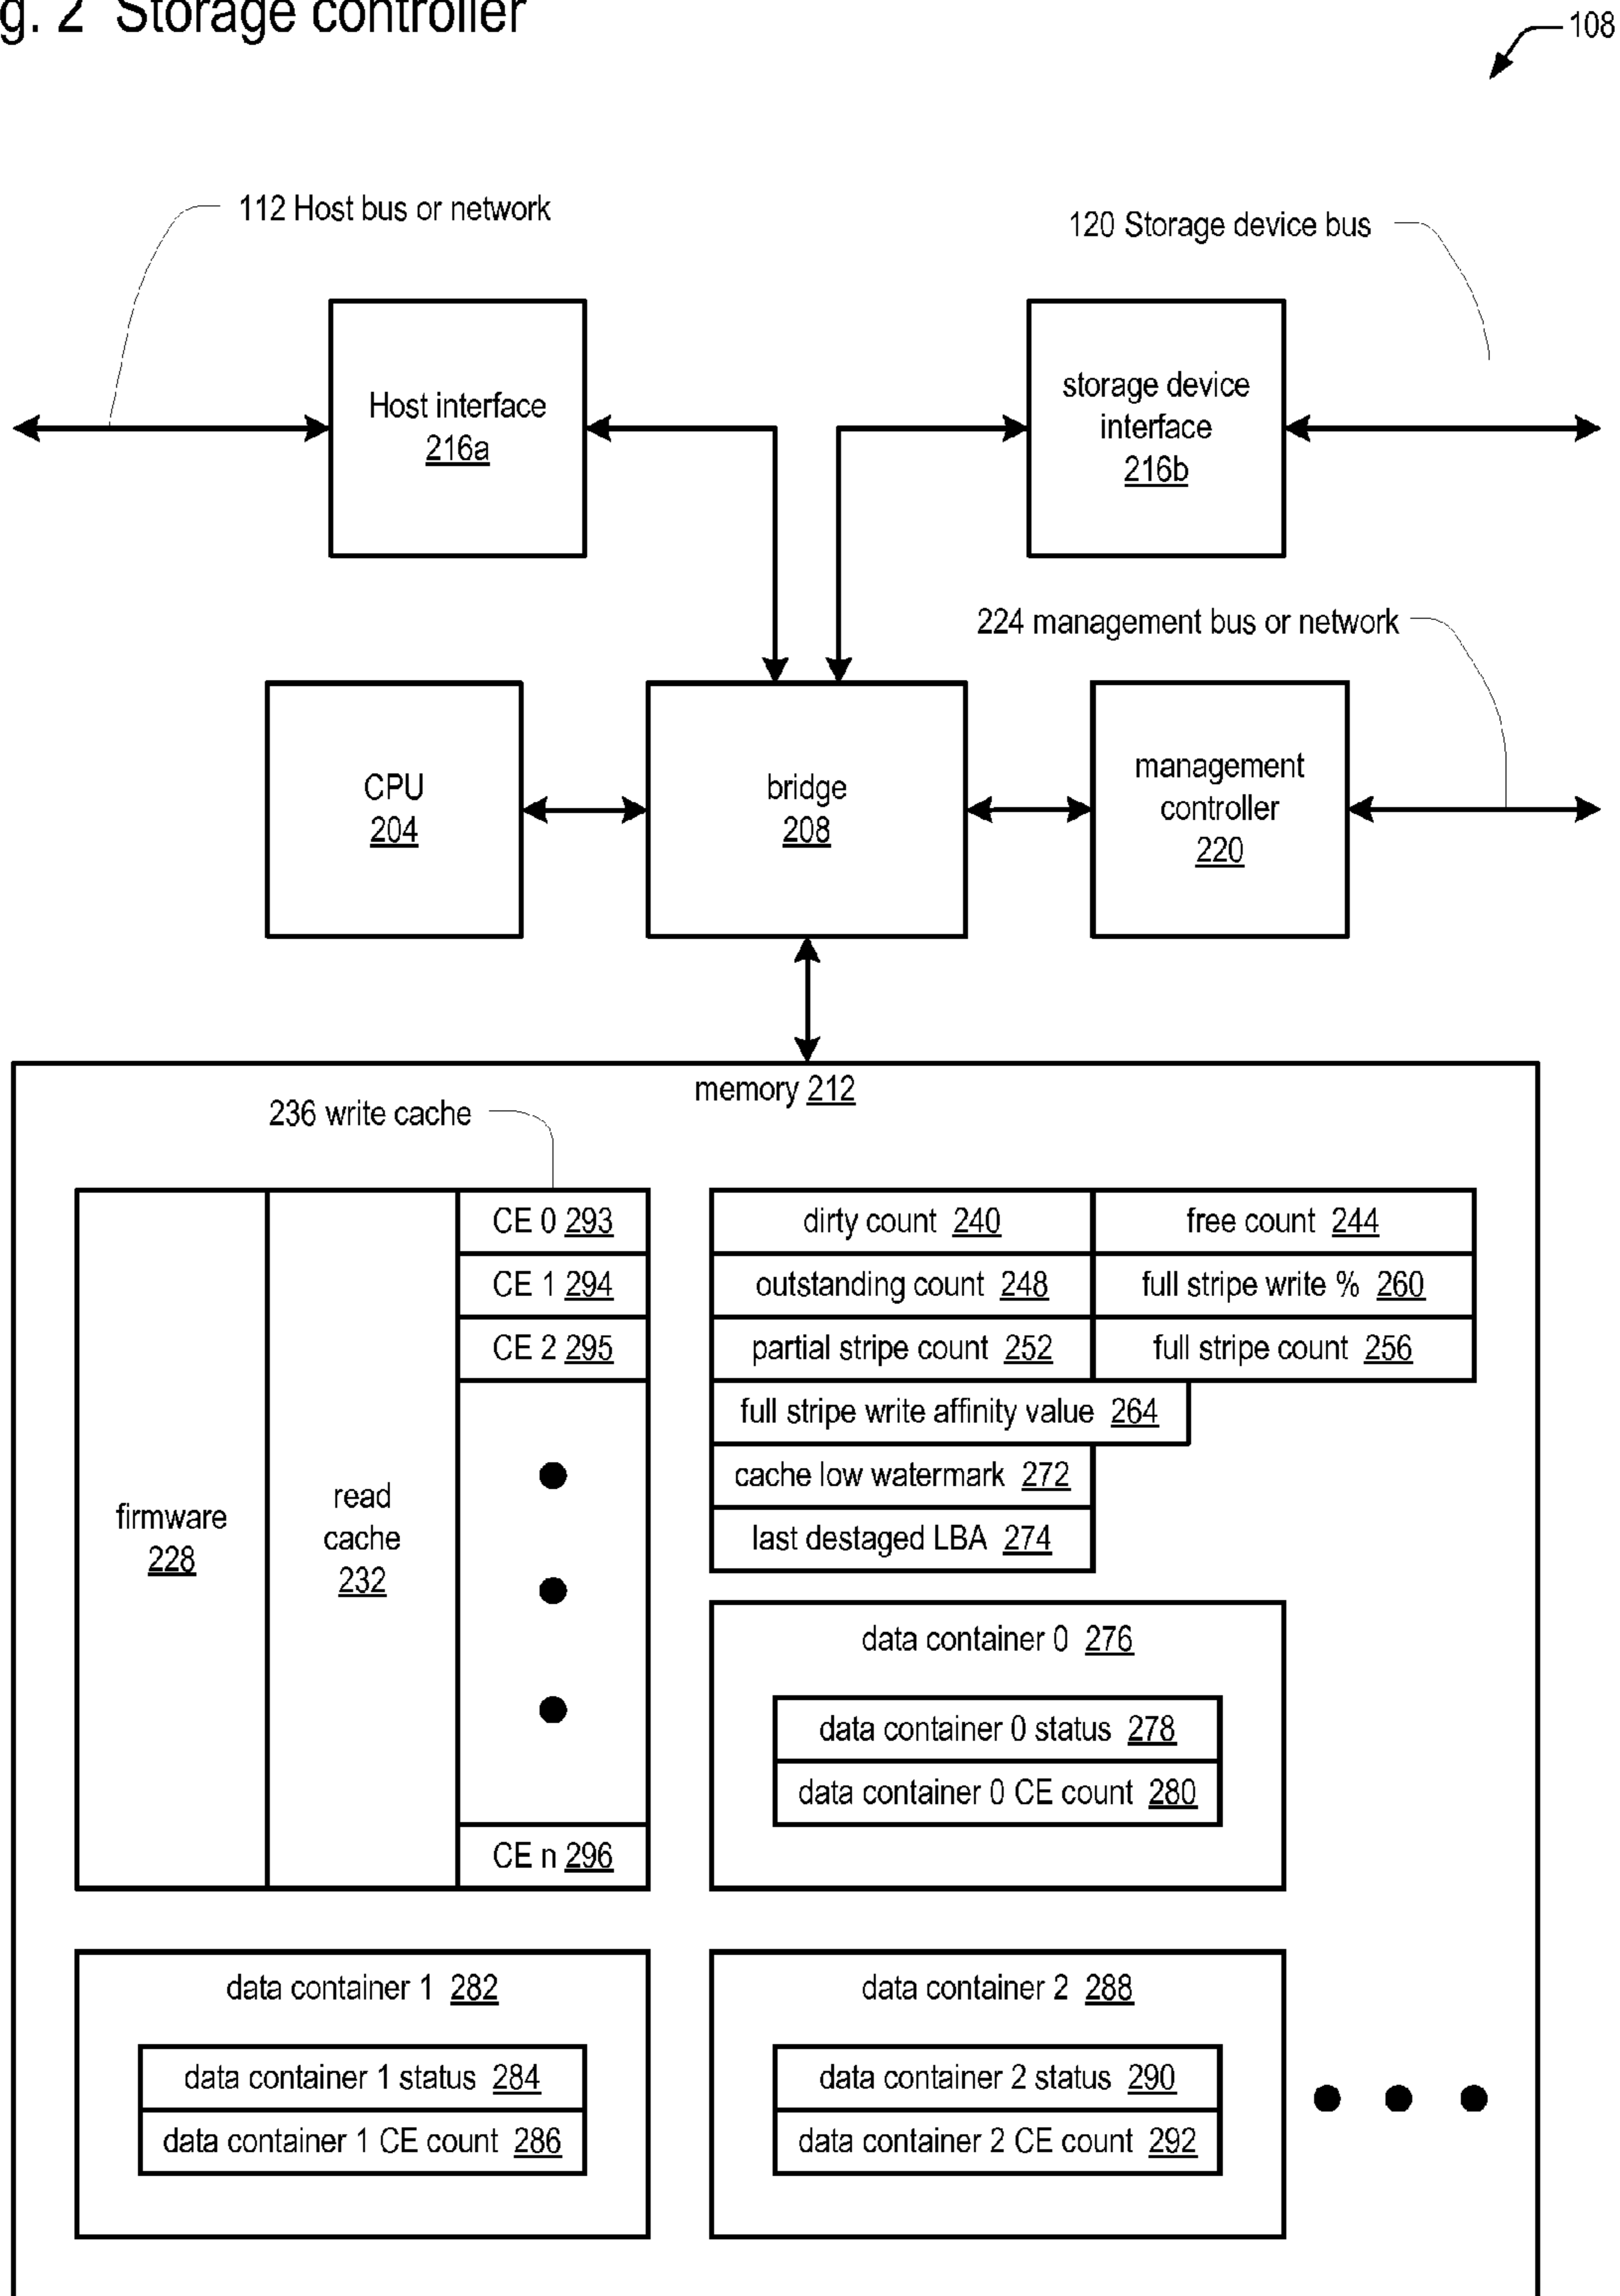 g. 2 Storage controller
108
112 Host bus or network
120 Storage device bus
Host interface
216a
storage device
interface
216b
224 management bus or network
CPU
204
bridge
208
management
controller
220
memory 212
236 write cache
firmware
228
read
cache
232
CE 0 293
CE 1 294
CE 2 295
CE n 296
dirty count 240
free count 244
outstanding count 248
full stripe write % 260
partial stripe count 252
full stripe count 256
full stripe write affinity value 264
cache low watermark 272
last destaged LBA 274
data container 0 276
data container 0 status 278
data container 0 CE count 280
data container 1 282
data container 1 status 284
data container 1 CE count 286
data container 2 288
data container 2 status 290
data container 2 CE count 292